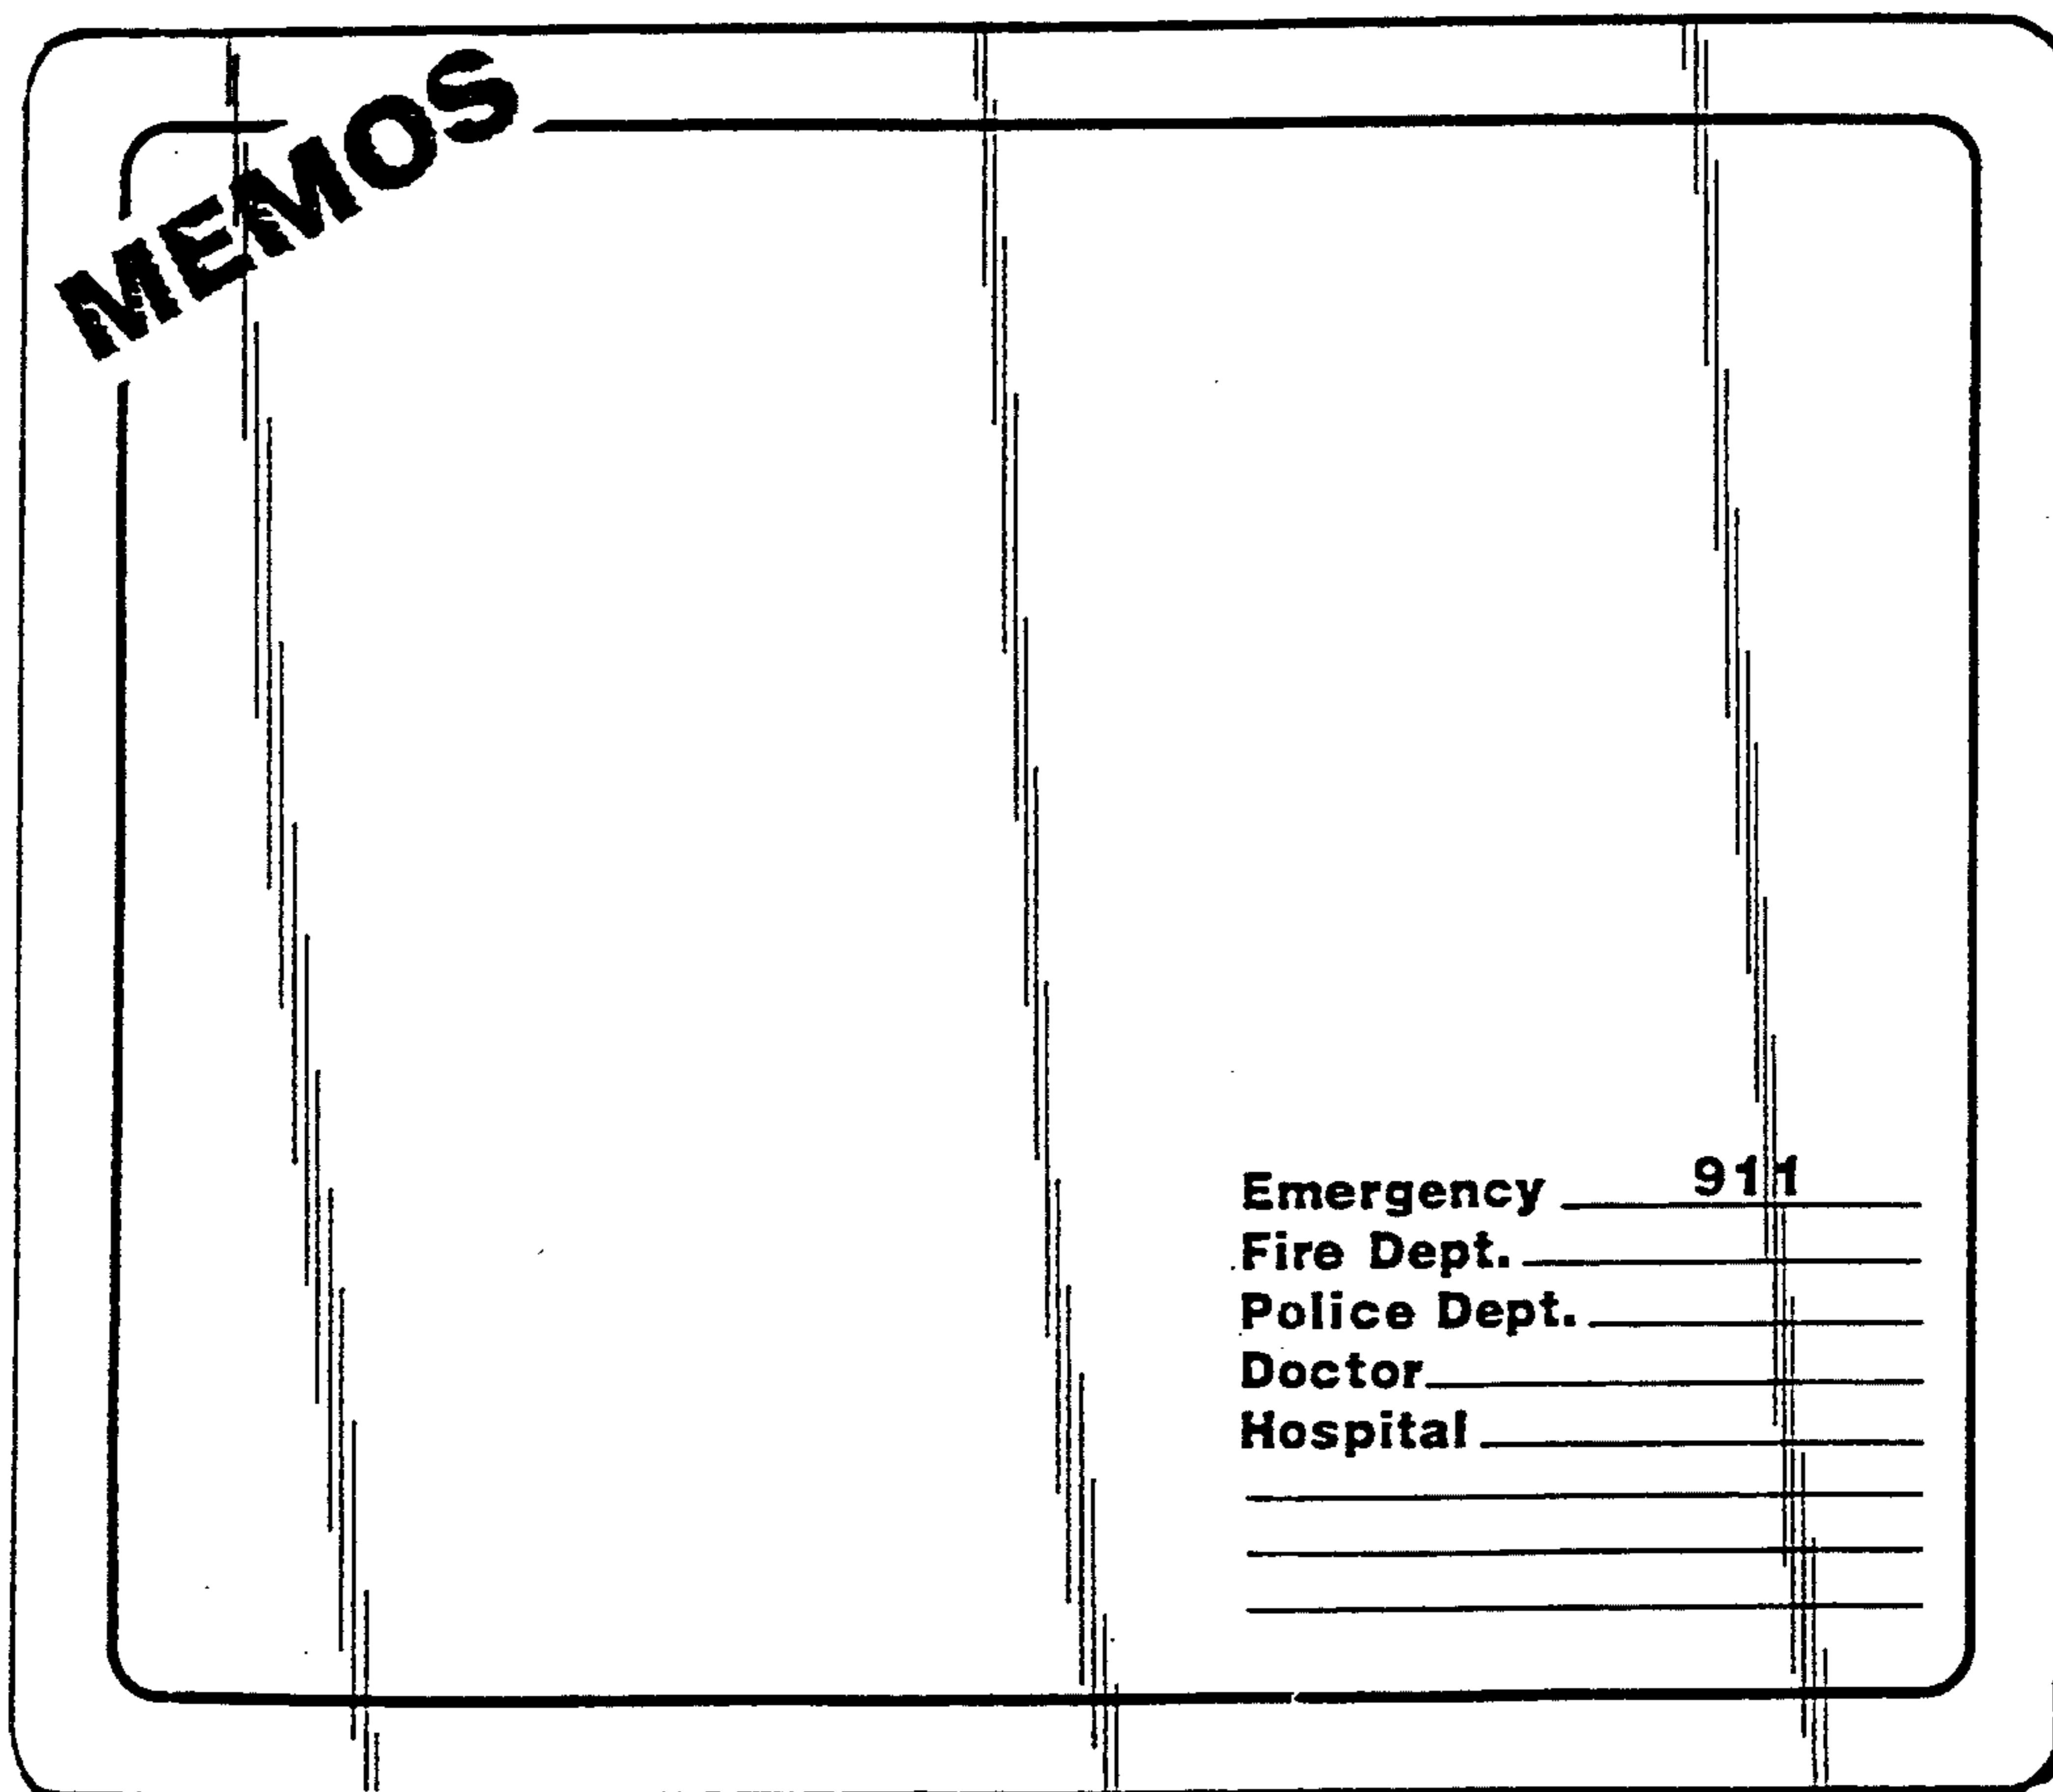 MEMOS
Emergency 911
Fire Dept.
Police Dept.
Doctor
Hospital